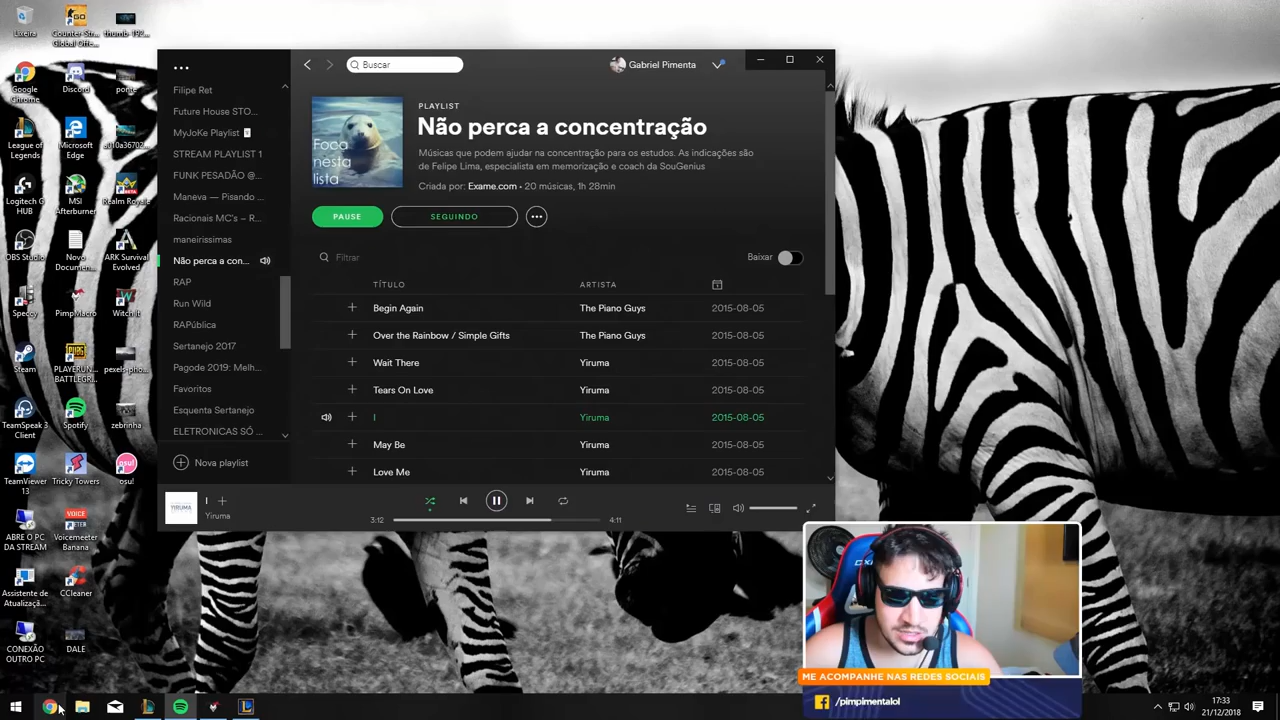 Lixeira
Counter-Str...
Global Offe...
thumb-192...
Google
Chrome
Discord
ponte
League of
Legends
Microsoft
Edge
Logitech G
HUB
MSI
Afterburner
Realm Royale
OBS Studio
Novo
Documen...
ARK Survival
Evolved
Speccy
PimpMacro
Witch It
Steam
PLAYERUN...
BATTLEGR...
pexels-pho...
TeamSpeak 3
Client
Spotify
zebrinha
TeamViewer
13
Tricky Towers
osu!
ABRE O PC
DA STREAM
Voicemeeter
Banana
Assistente de
Atualizaçã...
CCleaner
CONEXÃO
OUTRO PC
DALE
Filipe Ret
Future House STO...
MyJoKe Playlist
STREAM PLAYLIST 1
FUNK PESADÃO @...
Maneva — Pisando ...
Racionais MC's – R...
maneirissimas
Não perca a con...
RAP
Run Wild
RAPública
Sertanejo 2017
Pagode 2019: Melh...
Favoritos
Esquenta Sertanejo
ELETRONICAS SÓ ...
Nova playlist
Buscar
Gabriel Pimenta
Foca
nesta
lista
PLAYLIST
Não perca a concentração
Músicas que podem ajudar na concentração para os estudos. As indicações são
de Felipe Lima, especialista em memorização e coach da SouGenius
Criada por: Exame.com • 20 músicas, 1h 28min
PAUSE
SEGUINDO
Filtrar
Baixar
TÍTULO ARTISTA
Begin Again The Piano Guys 2015-08-05
Over the Rainbow / Simple Gifts The Piano Guys 2015-08-05
Wait There Yiruma 2015-08-05
Tears On Love Yiruma 2015-08-05
I Yiruma 2015-08-05
May Be Yiruma 2015-08-05
Love Me Yiruma 2015-08-05
YIRUMA
I
Yiruma
3:12
4:11
ME ACOMPANHE NAS REDES SOCIAIS
/pimpimentalol
17:33
21/12/2018